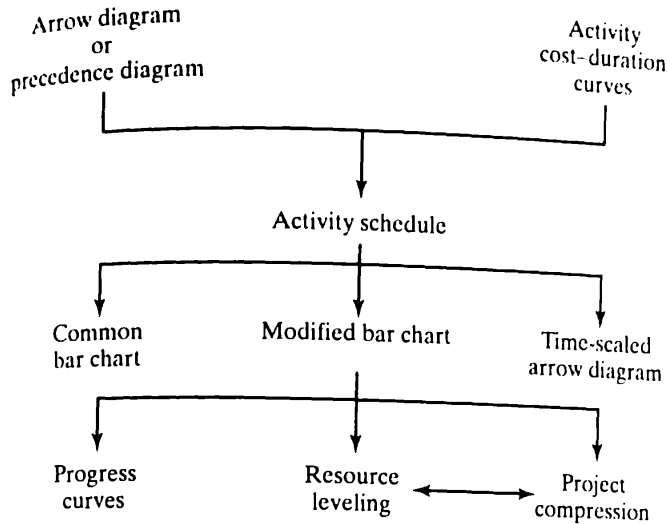 Arrow diagram
or
precedence diagram
Activity
cost–duration
curves
Activity schedule
Common
bar chart
Modified bar chart
Time-scaled
arrow diagram
Progress
curves
Resource
leveling
Project
compression